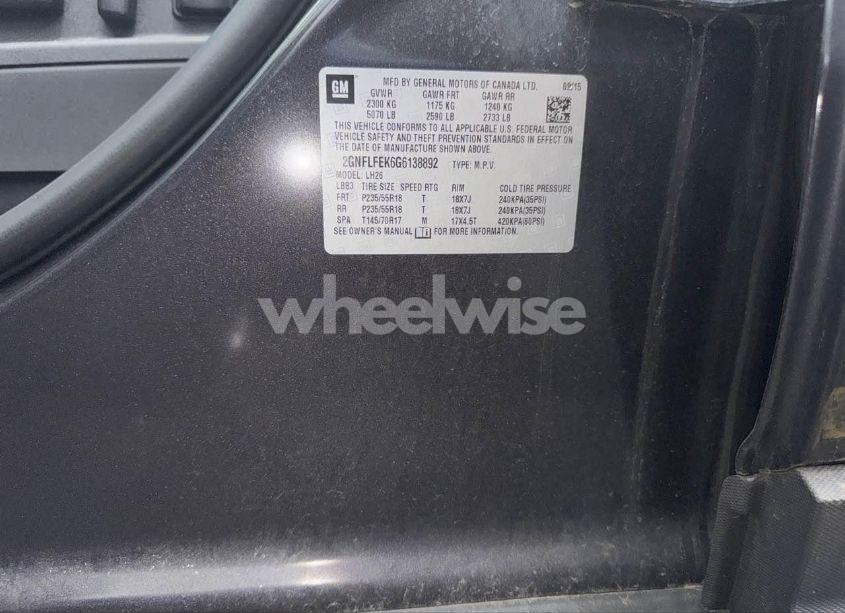 GM
MFD BY GENERAL MOTORS OF CANADA LTD.
09/15
GVWR GAWR FRT GAWR RR
2300 KG 1175 KG 1240 KG
5070 LB 2590 LB 2733 LB
THIS VEHICLE CONFORMS TO ALL APPLICABLE U.S. FEDERAL MOTOR
VEHICLE SAFETY AND THEFT PREVENTION STANDARDS IN EFFECT ON
THE DATE OF MANUFACTURE SHOWN ABOVE.
2GNFLFEK6G6138892 TYPE: M.P.V.
MODEL: LH26
LBB3 TIRE SIZE SPEED RTG RIM COLD TIRE PRESSURE
FRT P235/55R18 T 18X7J 240KPA(35PSI)
RR P235/55R18 T 18X7J 240KPA(35PSI)
SPA T145/70R17 M 17X4.5T 420KPA(60PSI)
SEE OWNER'S MANUAL FOR MORE INFORMATION.
wheelwise